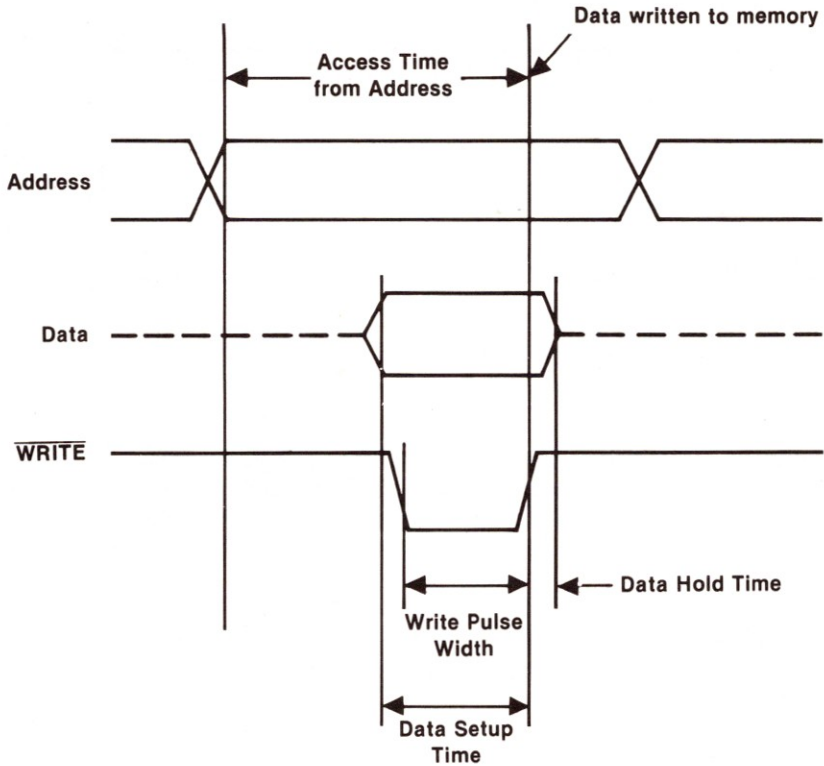 Data written to memory
Access Time
from Address
Address
Data
WRITE
Data Hold Time
Write Pulse
Width
Data Setup
Time